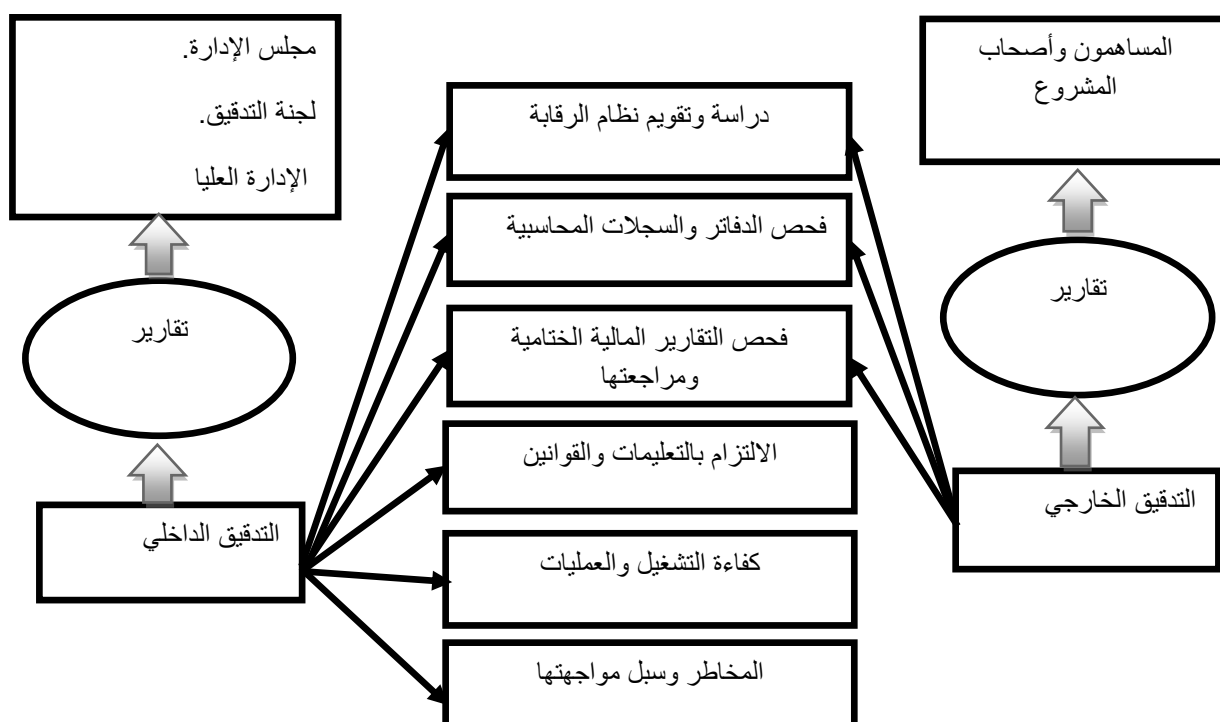 المساهمون وأصحاب
المشروع
تقارير
التدقيق الخارجي
دراسة وتقويم نظام الرقابة
فحص الدفاتر والسجلات المحاسبية
فحص التقارير المالية الختامية
ومراجعتها
الالتزام بالتعليمات والقوانين
كفاءة التشغيل والعمليات
المخاطر وسبل مواجهتها
مجلس الإدارة.
لجنة التدقيق.
الإدارة العليا
تقارير
التدقيق الداخلي